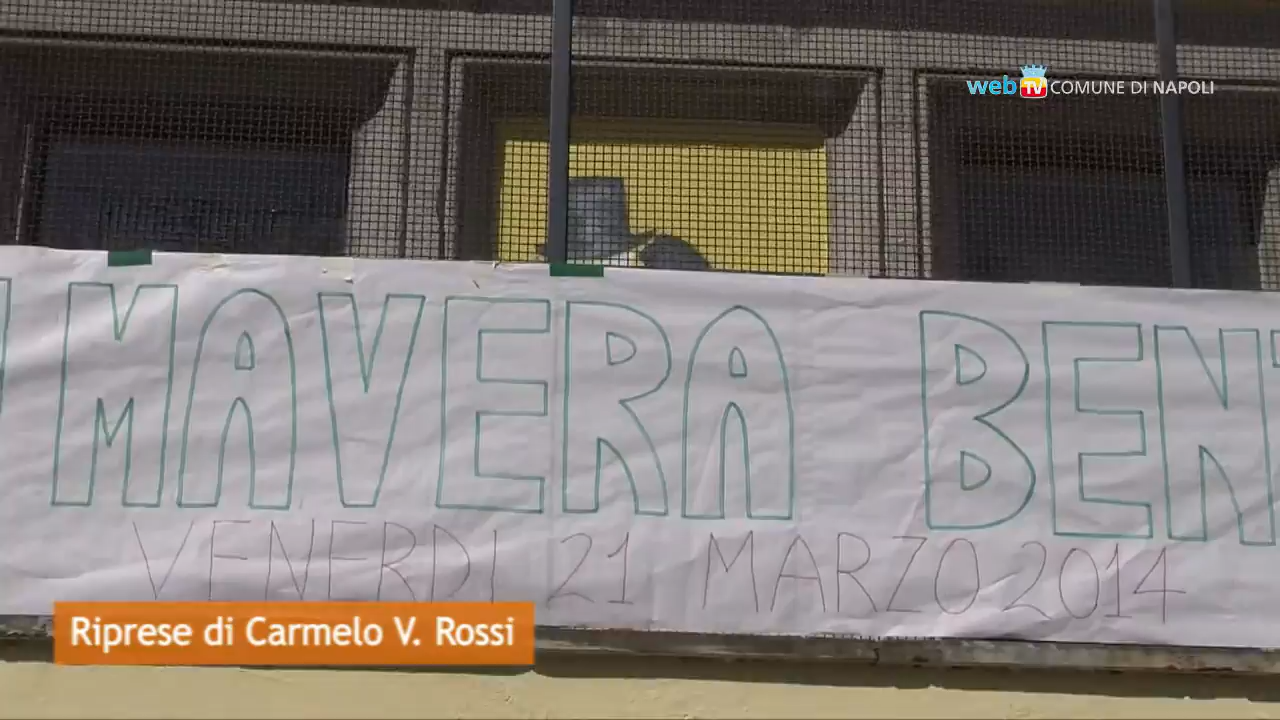 web TV COMUNE DI NAPOLI
MAVERA BEN
VENERDI 21 MARZO 2014
Riprese di Carmelo V. Rossi